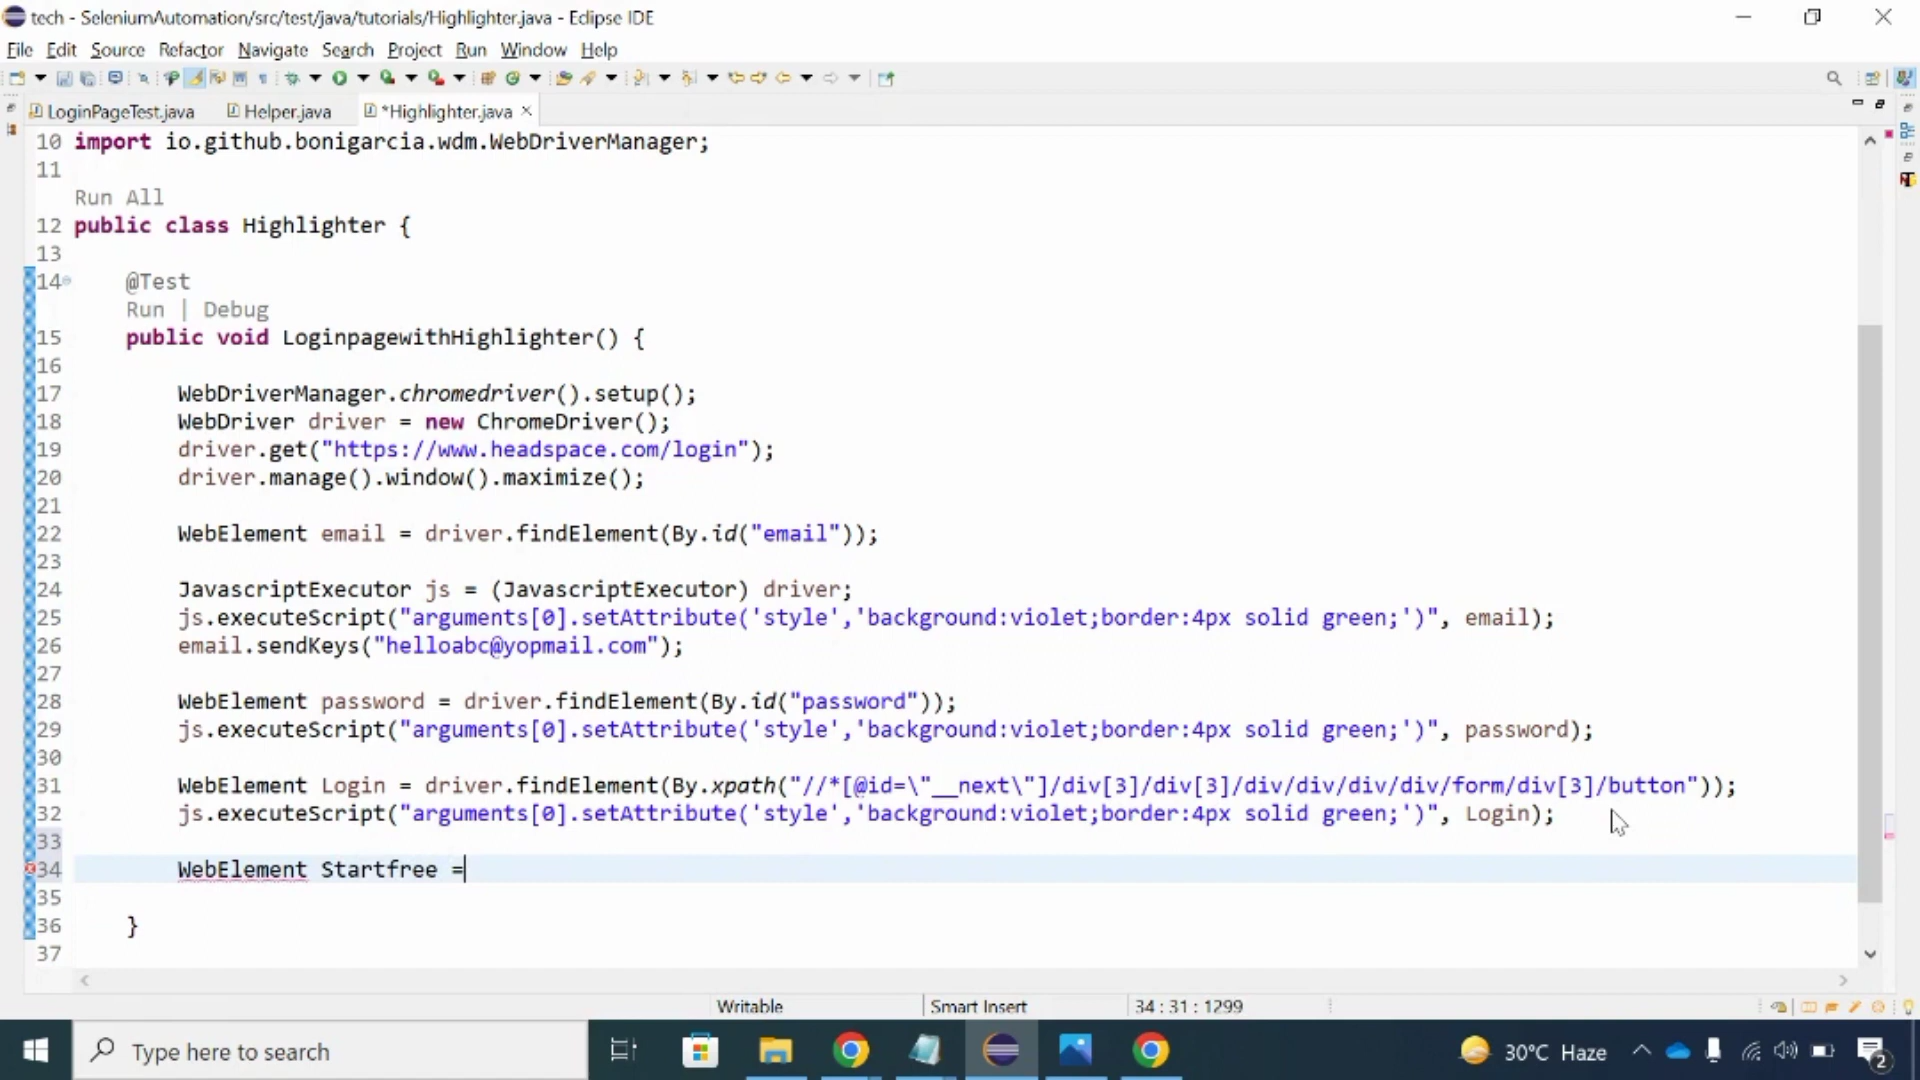 tech - SeleniumAutomation/src/test/java/tutorials/Highlighter.java - Eclipse IDE
File Edit Source Refactor Navigate Search Project Run Window Help
LoginPageTest.java Helper.java *Highlighter.java
10 import io.github.bonigarcia.wdm.WebDriverManager;
11
Run All
12 public class Highlighter {
13
14 @Test
Run | Debug
15 public void LoginpagewithHighlighter() {
16
17 WebDriverManager.chromedriver().setup();
18 WebDriver driver = new ChromeDriver();
19 driver.get("https://www.headspace.com/login");
20 driver.manage().window().maximize();
21
22 WebElement email = driver.findElement(By.id("email"));
23
24 JavascriptExecutor js = (JavascriptExecutor) driver;
25 js.executeScript("arguments[0].setAttribute('style','background:violet;border:4px solid green;')", email);
26 email.sendKeys("helloabc@yopmail.com");
27
28 WebElement password = driver.findElement(By.id("password"));
29 js.executeScript("arguments[0].setAttribute('style','background:violet;border:4px solid green;')", password);
30
31 WebElement Login = driver.findElement(By.xpath("//*[@id=\"__next\"]/div[3]/div[3]/div/div/div/div/form/div[3]/button"));
32 js.executeScript("arguments[0].setAttribute('style','background:violet;border:4px solid green;')", Login);
33
34 WebElement Startfree =
35
36 }
37
Writable Smart Insert 34 : 31 : 1299
Type here to search 30°C Haze 2